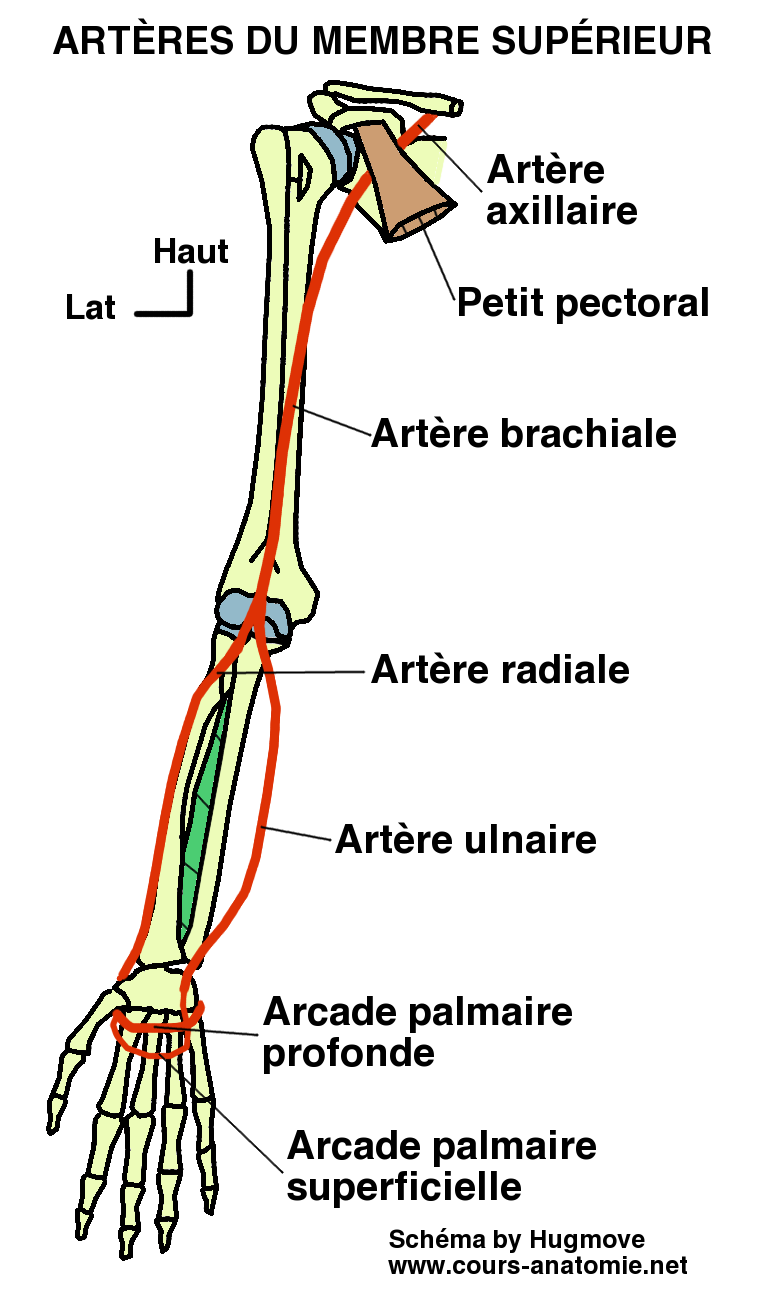 ARTÈRES DU MEMBRE SUPÉRIEUR
Artère
axillaire
Haut
Lat
Petit pectoral
Artère brachiale
Artère radiale
Artère ulnaire
Arcade palmaire
profonde
Arcade palmaire
superficielle
Schéma by Hugmove
www.cours-anatomie.net